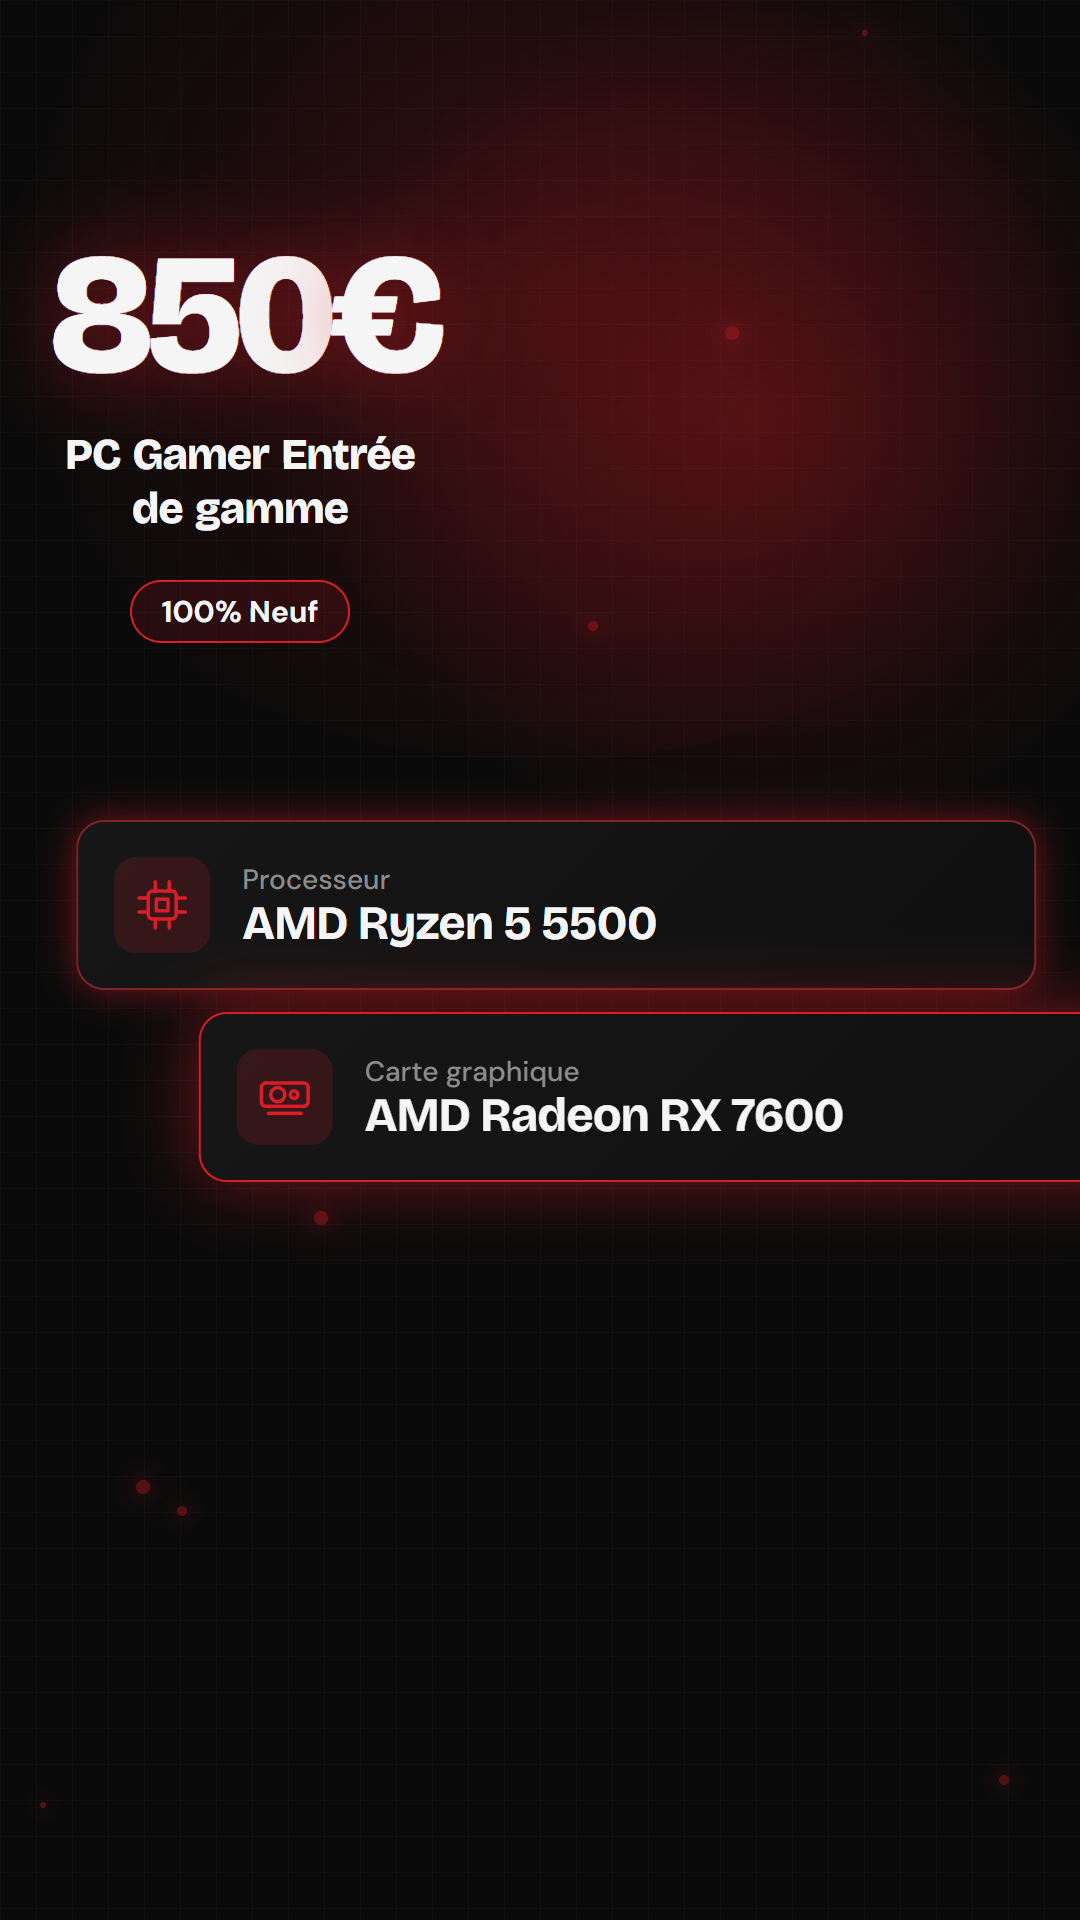 850€
PC Gamer Entrée
de gamme
100% Neuf
Processeur
AMD Ryzen 5 5500
Carte graphique
AMD Radeon RX 7600